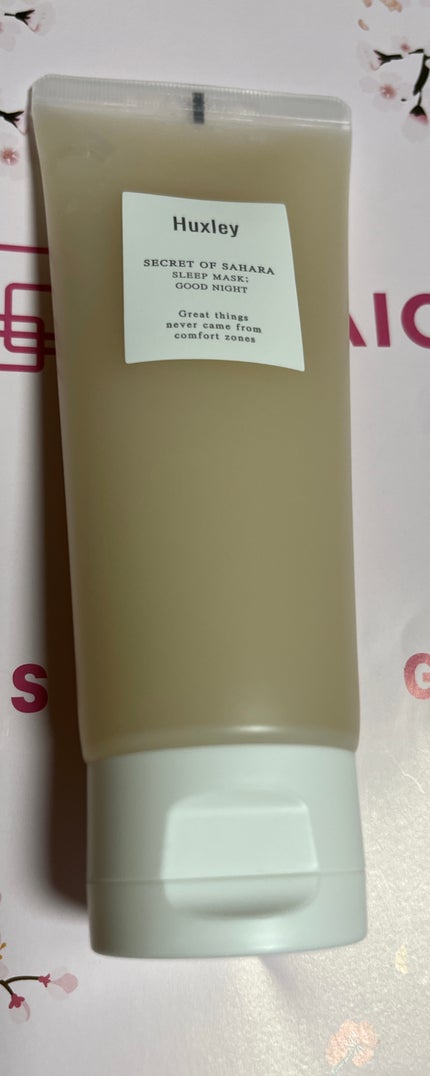 Huxley
SECRET OF SAHARA
SLEEP MASK;
GOOD NIGHT
Great things
never came from
comfort zones
S
G